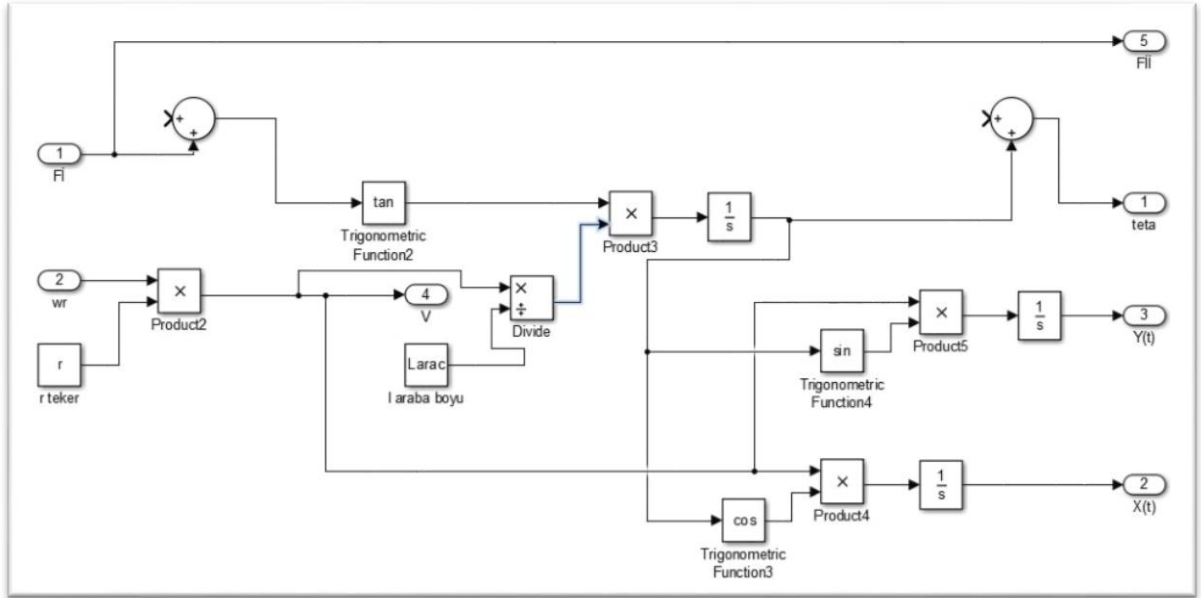 5
Fİİ
+
+
+
+
1
Fİ
tan
Trigonometric
Function2
×
Product3
1
s
1
teta
2
wr
×
Product2
4
V
×
÷
Divide
×
Product5
1
s
3
Y(t)
r
r teker
Larac
l araba boyu
sin
Trigonometric
Function4
×
Product4
1
s
2
X(t)
cos
Trigonometric
Function3